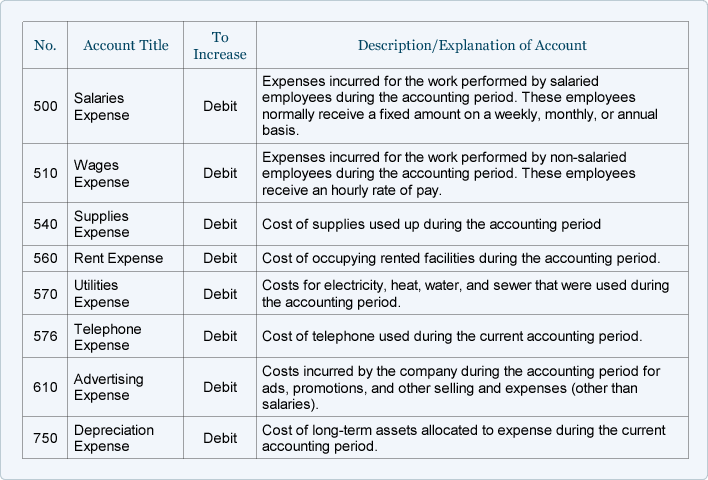 No. Account Title To Increase Description/Explanation of Account
500 Salaries Expense Debit Expenses incurred for the work performed by salaried
employees during the accounting period. These employees
normally receive a fixed amount on a weekly, monthly, or annual
basis.
510 Wages Expense Debit Expenses incurred for the work performed by non-salaried
employees during the accounting period. These employees
receive an hourly rate of pay.
540 Supplies Expense Debit Cost of supplies used up during the accounting period
560 Rent Expense Debit Cost of occupying rented facilities during the accounting period.
570 Utilities Expense Debit Costs for electricity, heat, water, and sewer that were used during
the accounting period.
576 Telephone Expense Debit Cost of telephone used during the current accounting period.
610 Advertising Expense Debit Costs incurred by the company during the accounting period for
ads, promotions, and other selling and expenses (other than
salaries).
750 Depreciation Expense Debit Cost of long-term assets allocated to expense during the current
accounting period.